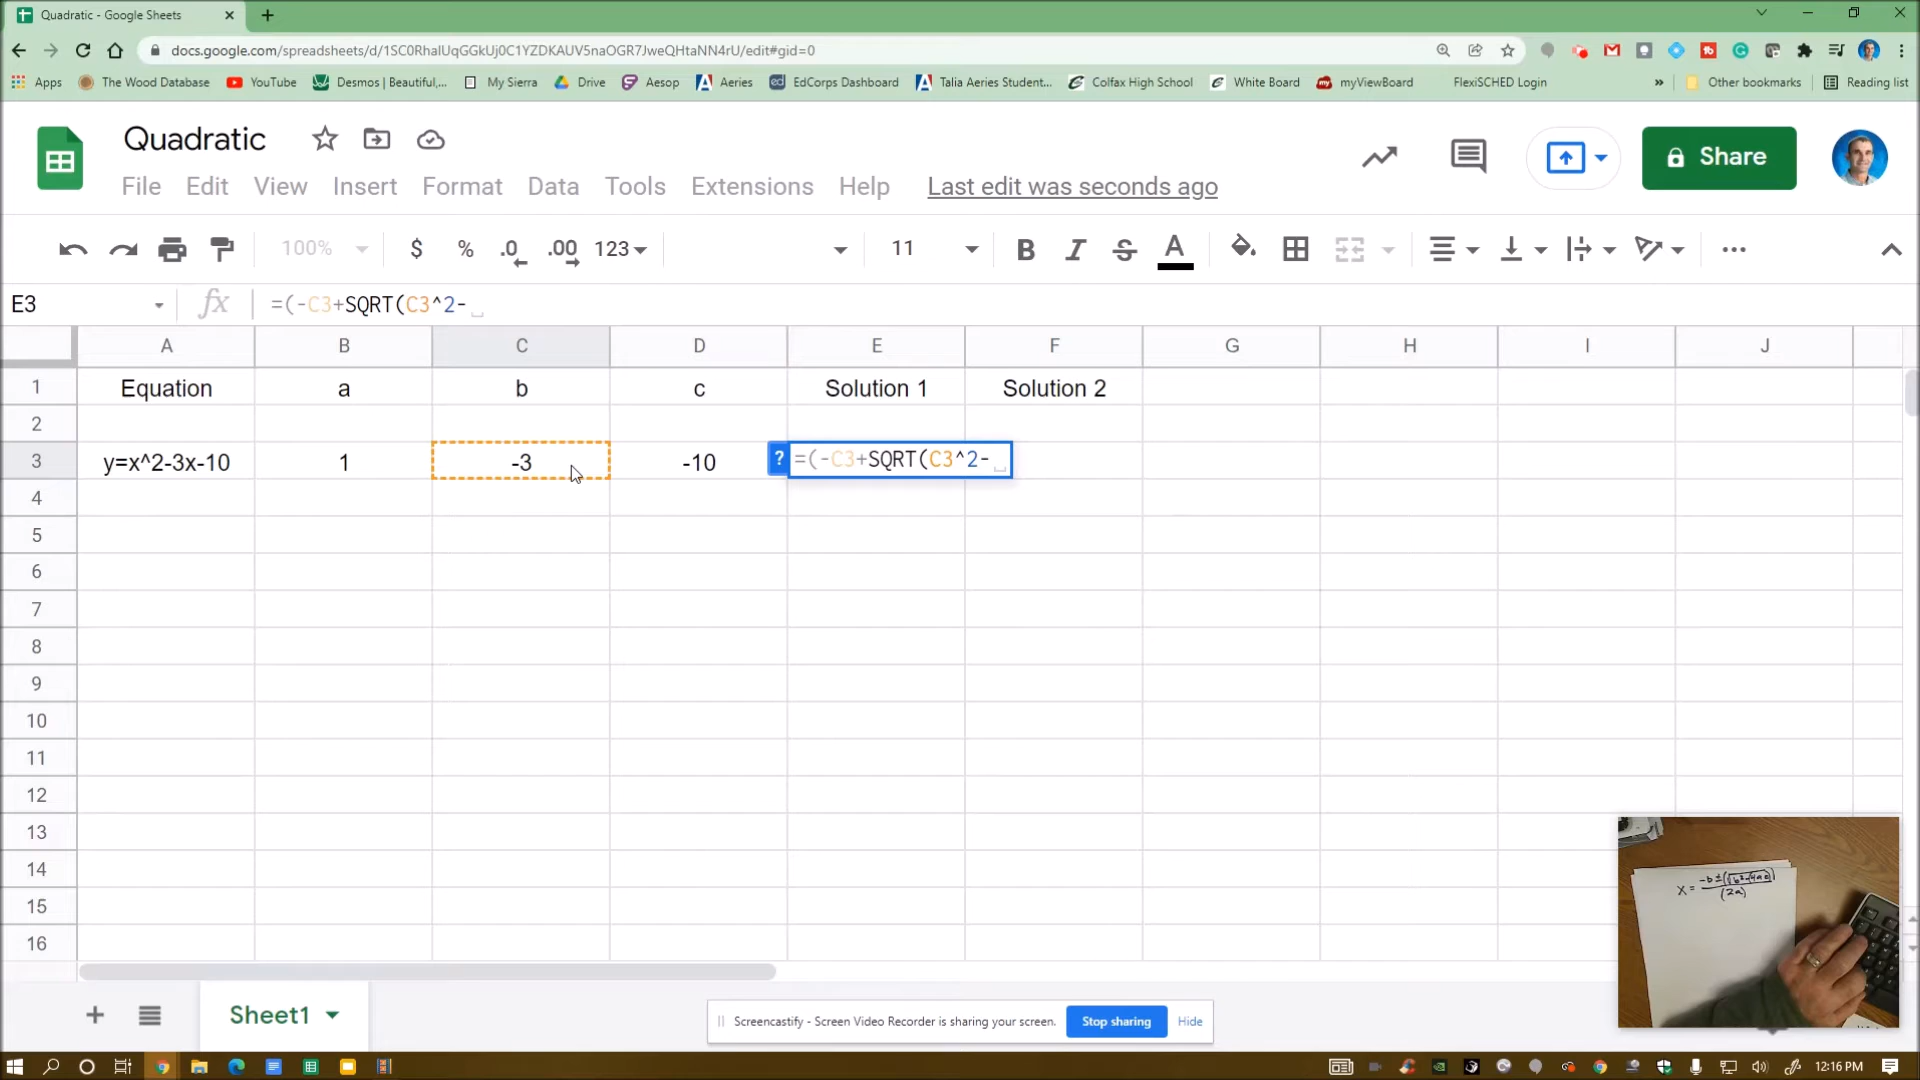 Quadratic - Google Sheets
docs.google.com/spreadsheets/d/1SC0RhalUqGGkUj0C1YZDKAUV5naOGR7JweQHtaNN4rU/edit#gid=0
Apps The Wood Database YouTube Desmos | Beautiful,... My Sierra Drive Aesop Aeries EdCorps Dashboard Talia Aeries Student... Colfax High School White Board myViewBoard FlexiSCHED Login » Other bookmarks Reading list
Quadratic
Share
File Edit View Insert Format Data Tools Extensions Help Last edit was seconds ago
100% $ % .0 .00 123 11 B I S A
E3 fx =(-C3+SQRT(C3^2-
A B C D E F G H I J
1 Equation a b c Solution 1 Solution 2
2
3 y=x^2-3x-10 1 -3 -10 ? =(-C3+SQRT(C3^2-
4
5
6
7
8
9
10
11
12
13
14
15
16
Sheet1
Screencastify - Screen Video Recorder is sharing your screen. Stop sharing Hide
12:16 PM